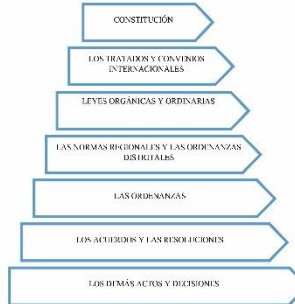 CONSTITUCIÓN
LOS TRATADOS Y CONVENIOS
INTERNACIONALES
LEYES ORGÁNICAS Y ORDINARIAS
LAS NORMAS REGIONALES Y LAS ORDENANZAS
DISTRITALES
LAS ORDENANZAS
LOS ACUERDOS Y LAS RESOLUCIONES
LOS DEMÁS ACTOS Y DECISIONES